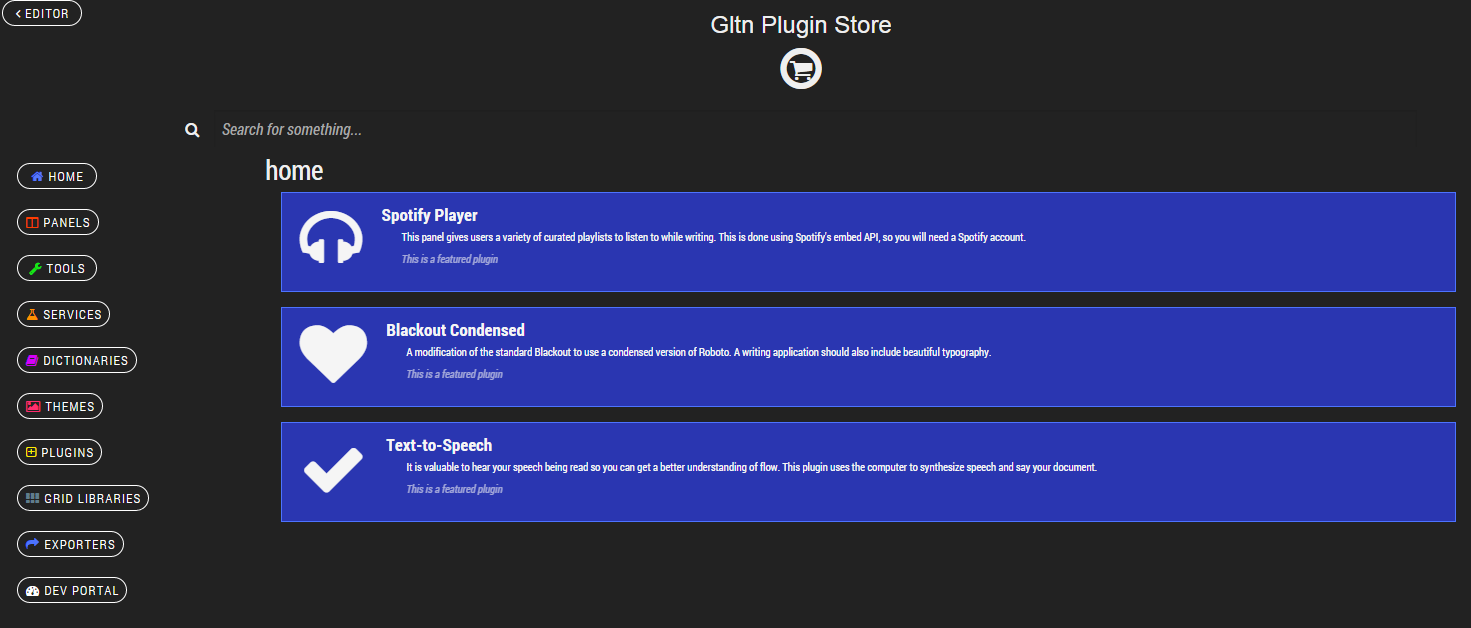 EDITOR
Gltn Plugin Store
Search for something...
HOME
PANELS
TOOLS
SERVICES
DICTIONARIES
THEMES
PLUGINS
GRID LIBRARIES
EXPORTERS
DEV PORTAL
home
Spotify Player
This panel gives users a variety of curated playlists to listen to while writing. This is done using Spotify's embed API, so you will need a Spotify account.
This is a featured plugin
Blackout Condensed
A modification of the standard Blackout to use a condensed version of Roboto. A writing application should also include beautiful typography.
This is a featured plugin
Text-to-Speech
It is valuable to hear your speech being read so you can get a better understanding of flow. This plugin uses the computer to synthesize speech and say your document.
This is a featured plugin